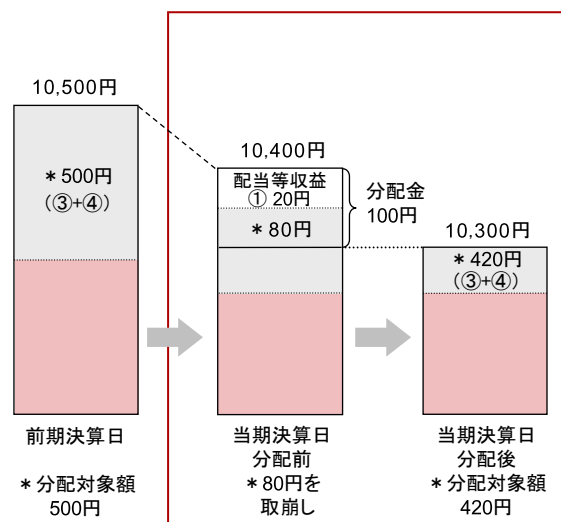 10,500円
＊500円
(③+④)
前期決算日
＊分配対象額
500円
10,400円
配当等収益
① 20円
＊80円
分配金
100円
当期決算日
分配前
＊80円を
取崩し
10,300円
＊420円
(③+④)
当期決算日
分配後
＊分配対象額
420円